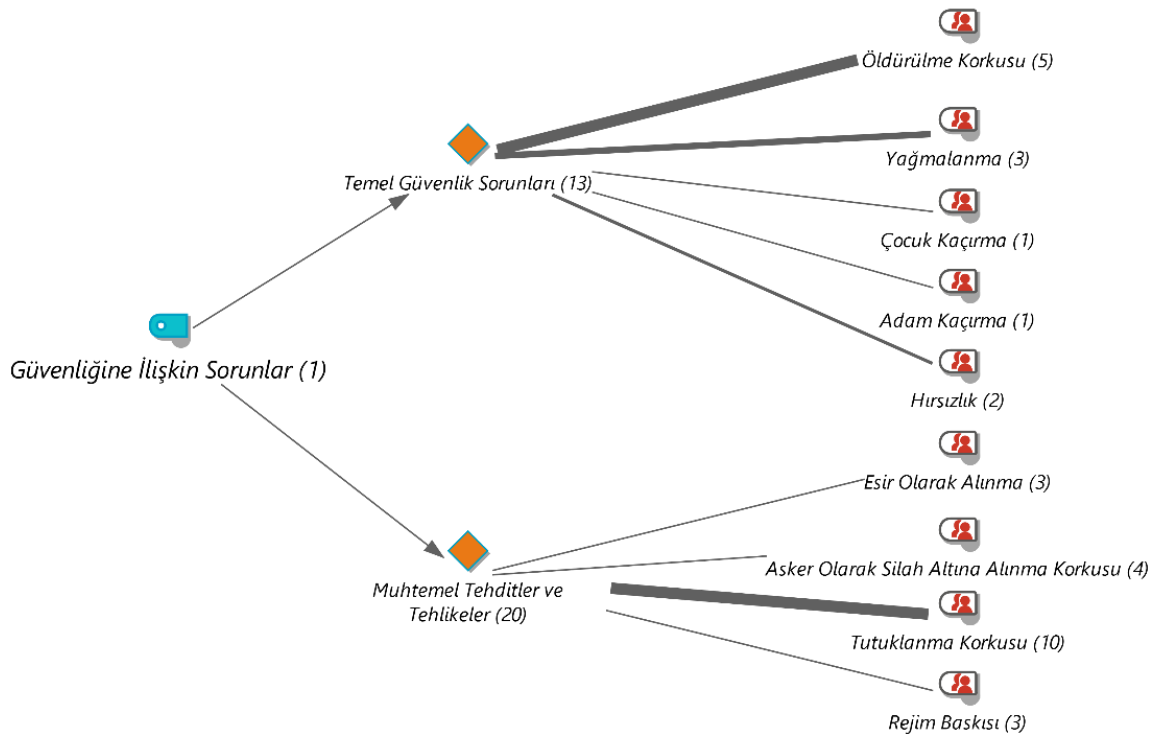 Öldürülme Korkusu (5)
Yağmalanma (3)
Temel Güvenlik Sorunları (13)
Çocuk Kaçırma (1)
Adam Kaçırma (1)
Güvenliğine İlişkin Sorunlar (1)
Hırsızlık (2)
Esir Olarak Alınma (3)
Asker Olarak Silah Altına Alınma Korkusu (4)
Muhtemel Tehditler ve
Tehlikeler (20)
Tutuklanma Korkusu (10)
Rejim Baskısı (3)